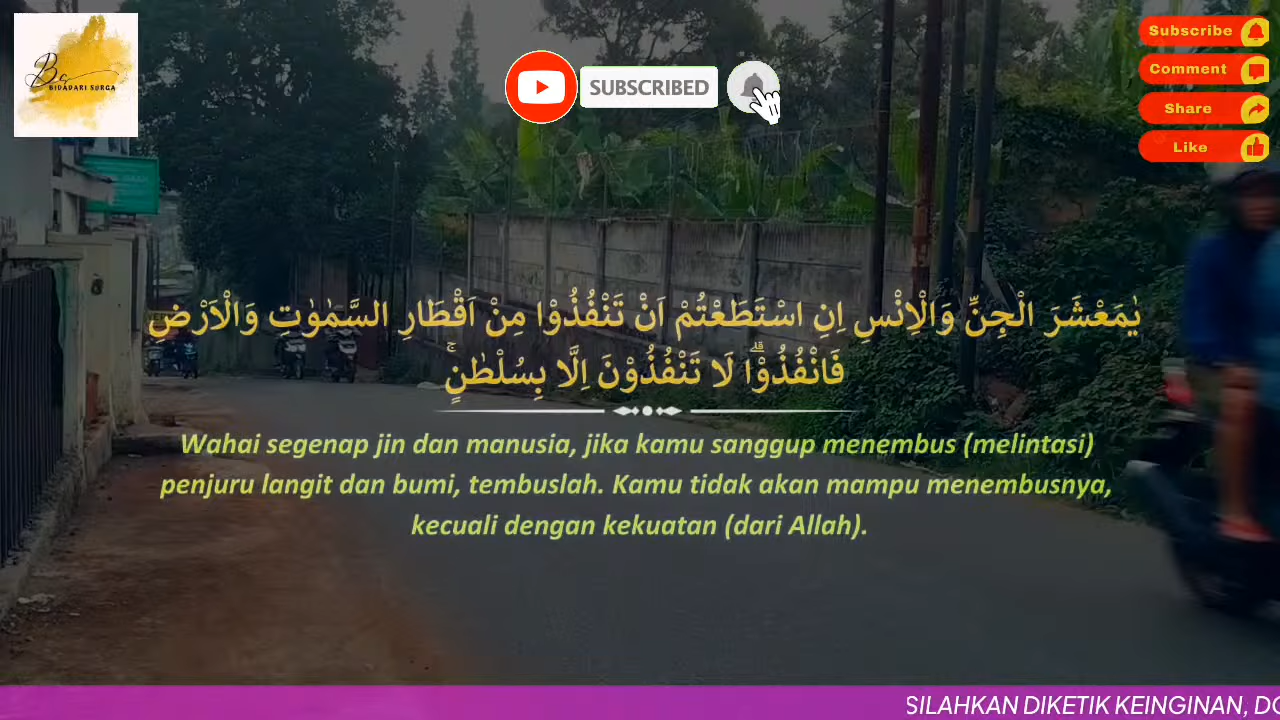 BIDADARI SURGA
SUBSCRIBED
Subscribe
Comment
Share
Like
يٰمَعْشَرَ الْجِنِّ وَالْاِنْسِ اِنِ اسْتَطَعْتُمْ اَنْ تَنْفُذُوْا مِنْ اَقْطَارِ السَّمٰوٰتِ وَالْاَرْضِ
فَانْفُذُوْاۗ لَا تَنْفُذُوْنَ اِلَّا بِسُلْطٰنٍۚ
Wahai segenap jin dan manusia, jika kamu sanggup menembus (melintasi)
penjuru langit dan bumi, tembuslah. Kamu tidak akan mampu menembusnya,
kecuali dengan kekuatan (dari Allah).
SILAHKAN DIKETIK KEINGINAN, DO